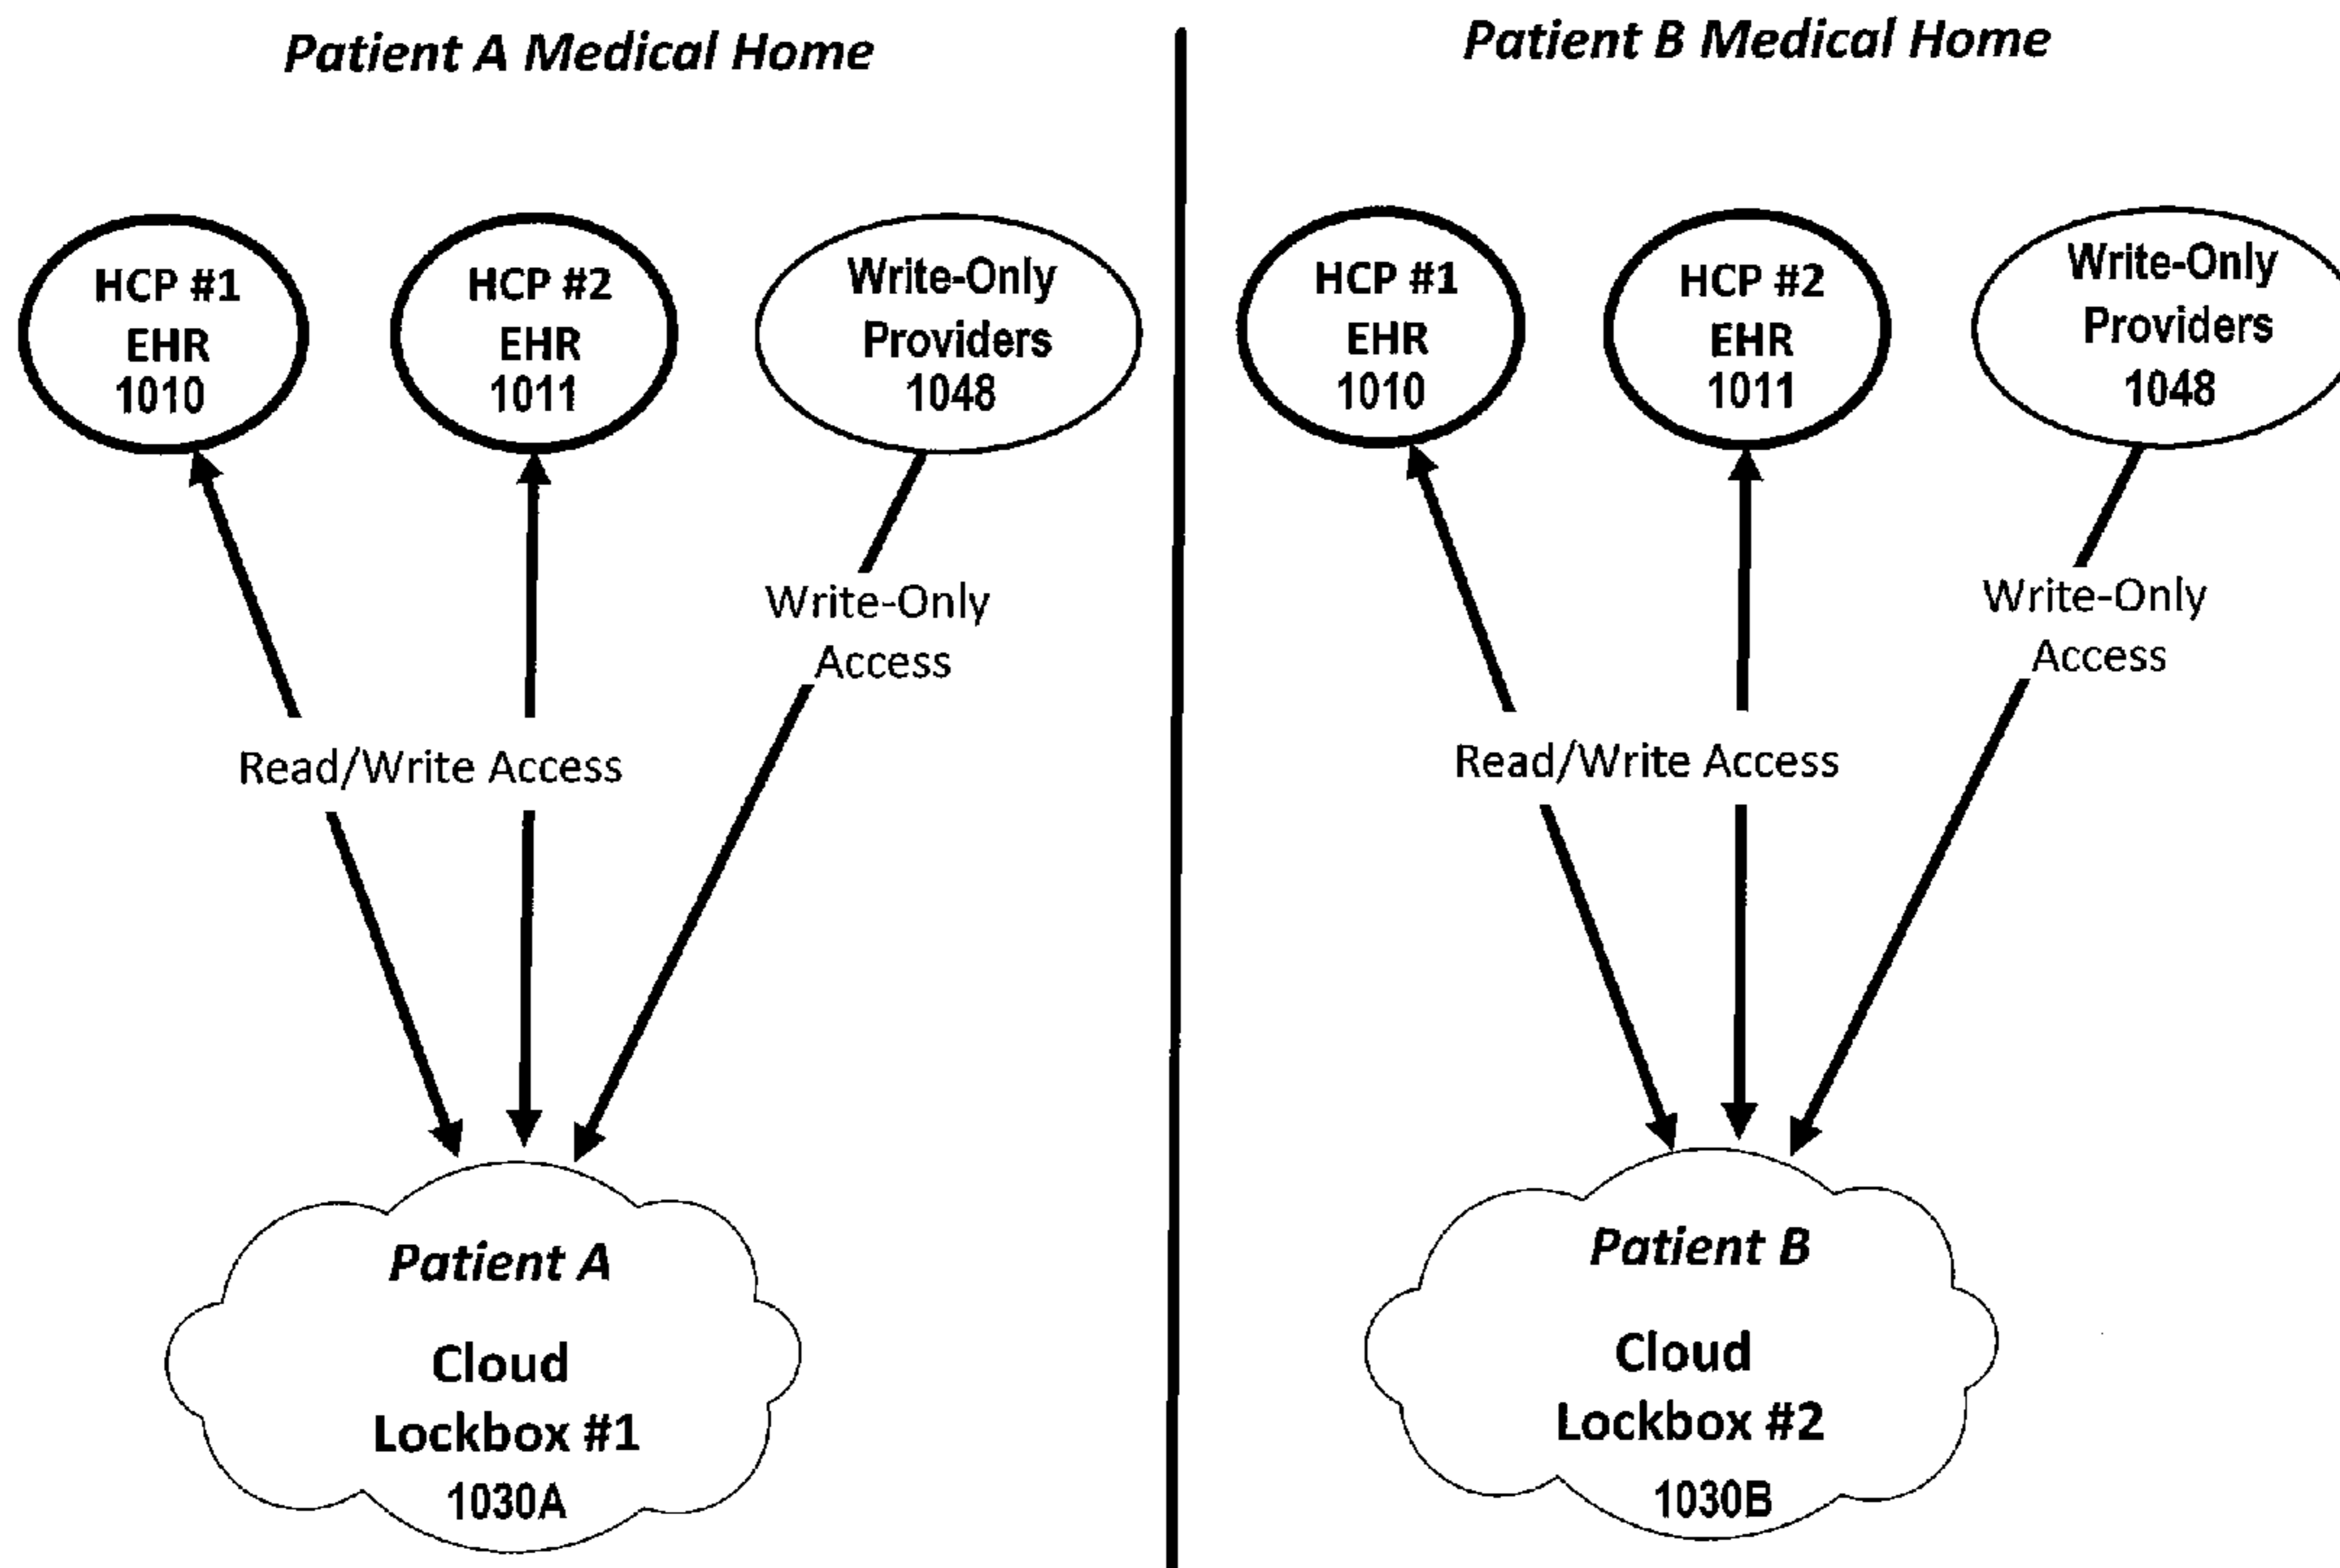 Patient A Medical Home
HCP #1
EHR
1010
HCP #2
EHR
1011
Write-Only
Providers
1048
Write-Only
Access
Read/Write Access
Patient A
Cloud
Lockbox #1
1030A
Patient B Medical Home
HCP #1
EHR
1010
HCP #2
EHR
1011
Write-Only
Providers
1048
Write-Only
Access
Read/Write Access
Patient B
Cloud
Lockbox #2
1030B